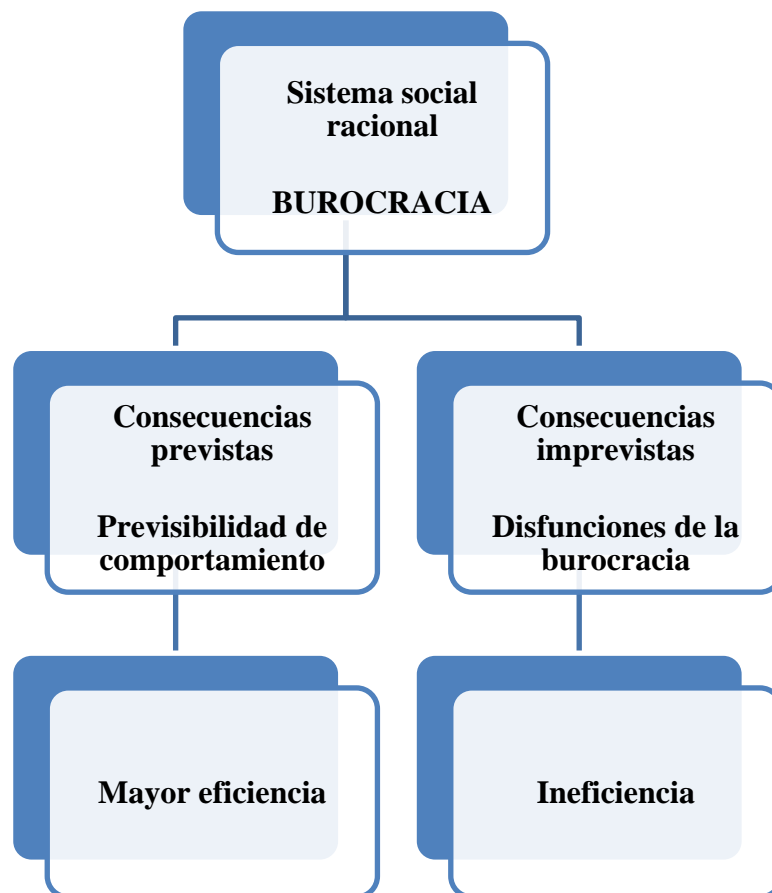 Sistema social
racional
BUROCRACIA
Consecuencias
previstas
Previsibilidad de
comportamiento
Consecuencias
imprevistas
Disfunciones de la
burocracia
Mayor eficiencia
Ineficiencia